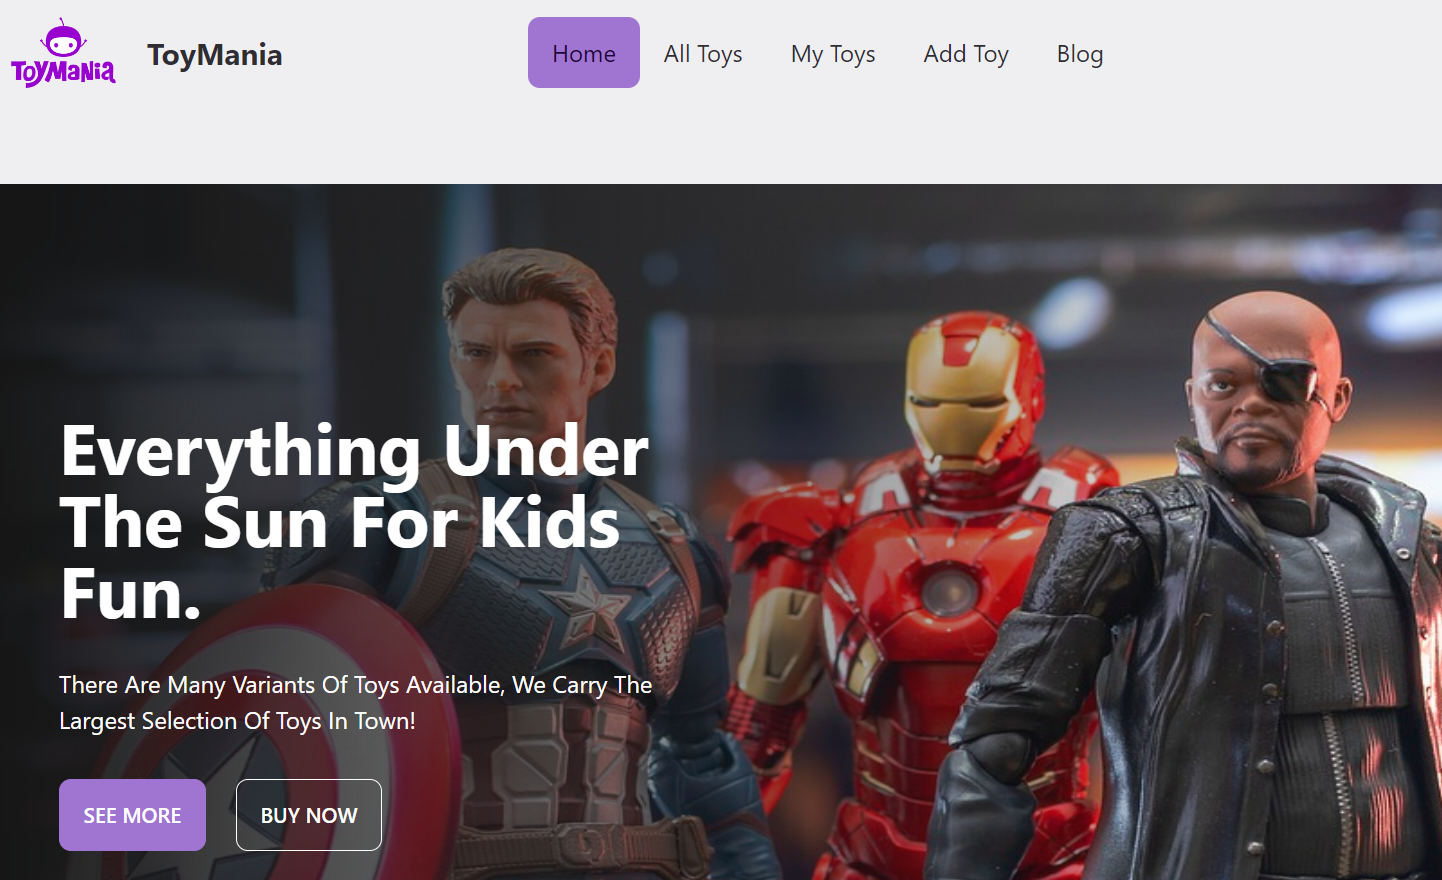 ToyMania
ToyMania
Home
All Toys
My Toys
Add Toy
Blog
Everything Under
The Sun For Kids
Fun.
There Are Many Variants Of Toys Available, We Carry The
Largest Selection Of Toys In Town!
SEE MORE
BUY NOW